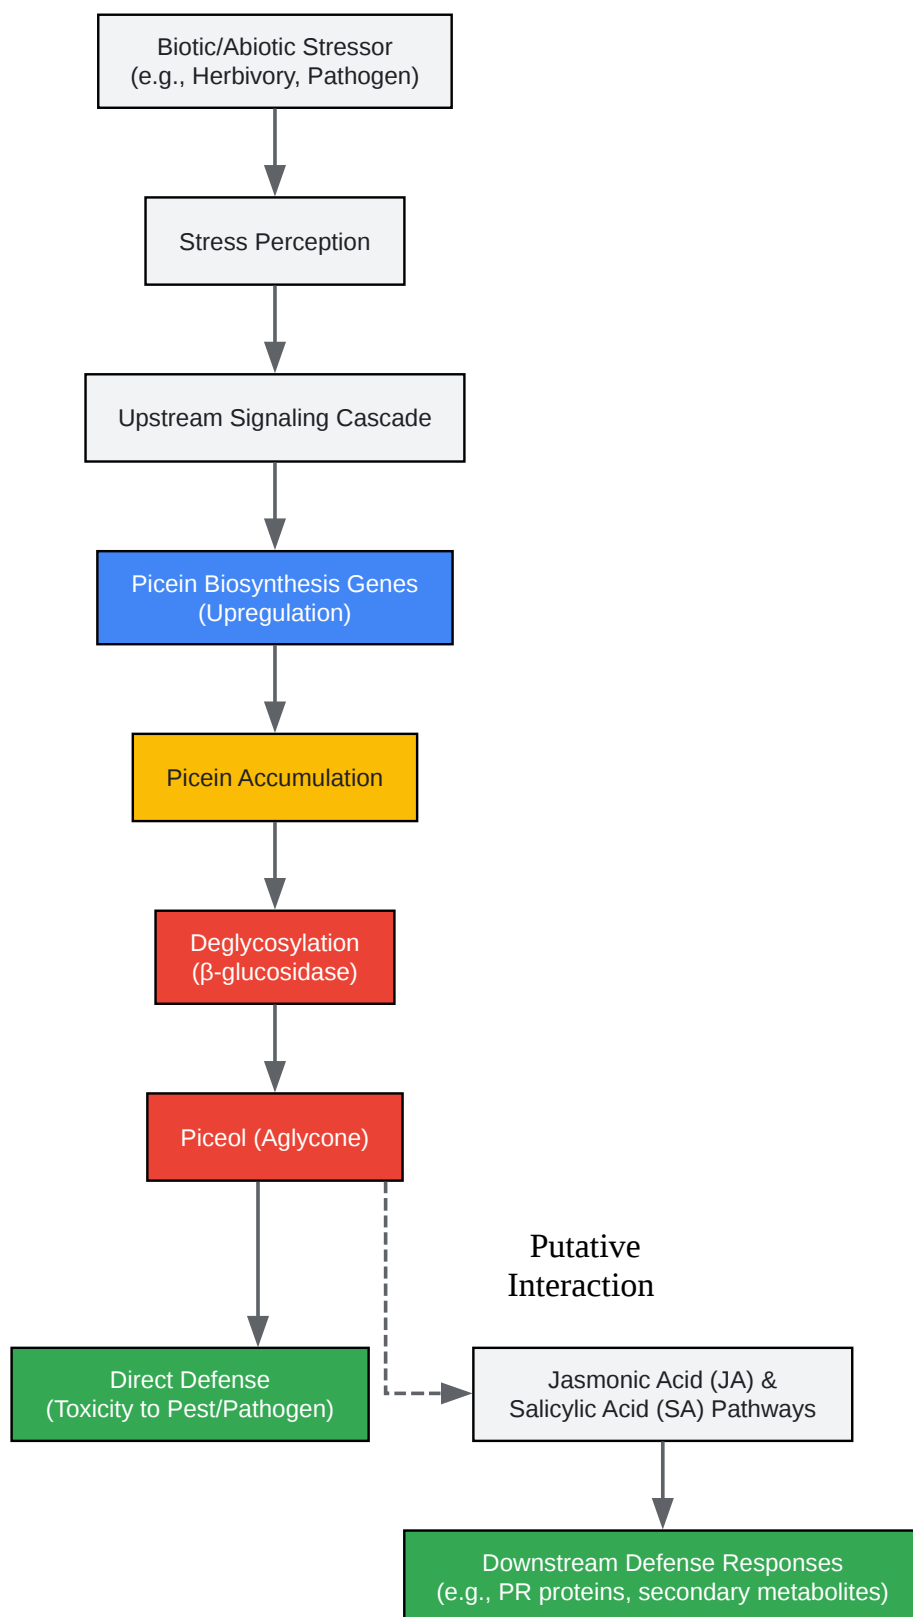 Biotic/Abiotic Stressor
(e.g., Herbivory, Pathogen)
Stress Perception
Upstream Signaling Cascade
Picein Biosynthesis Genes
(Upregulation)
Picein Accumulation
Deglycosylation
(β-glucosidase)
Piceol (Aglycone)
Putative
Interaction
Direct Defense
(Toxicity to Pest/Pathogen)
Jasmonic Acid (JA) &
Salicylic Acid (SA) Pathways
Downstream Defense Responses
(e.g., PR proteins, secondary metabolites)